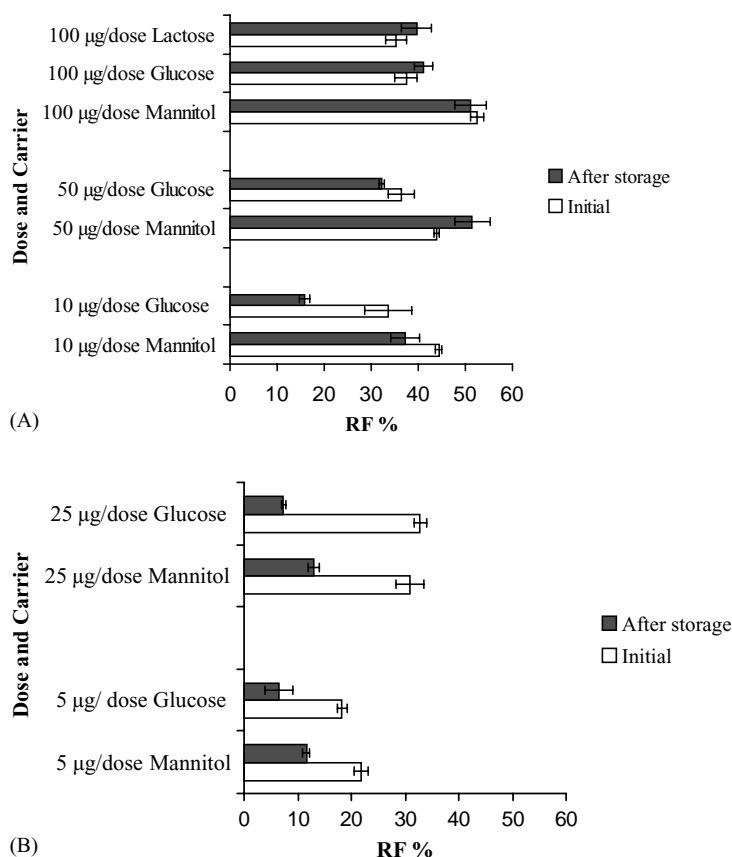 100 µg/dose Lactose
100 µg/dose Glucose
100 µg/dose Mannitol
50 µg/dose Glucose
50 µg/dose Mannitol
10 µg/dose Glucose
10 µg/dose Mannitol
Dose and Carrier
After storage
Initial
0 10 20 30 40 50 60
RF %
(A)
25 µg/dose Glucose
25 µg/dose Mannitol
5 µg/ dose Glucose
5 µg/dose Mannitol
Dose and Carrier
After storage
Initial
0 10 20 30 40 50 60
RF %
(B)